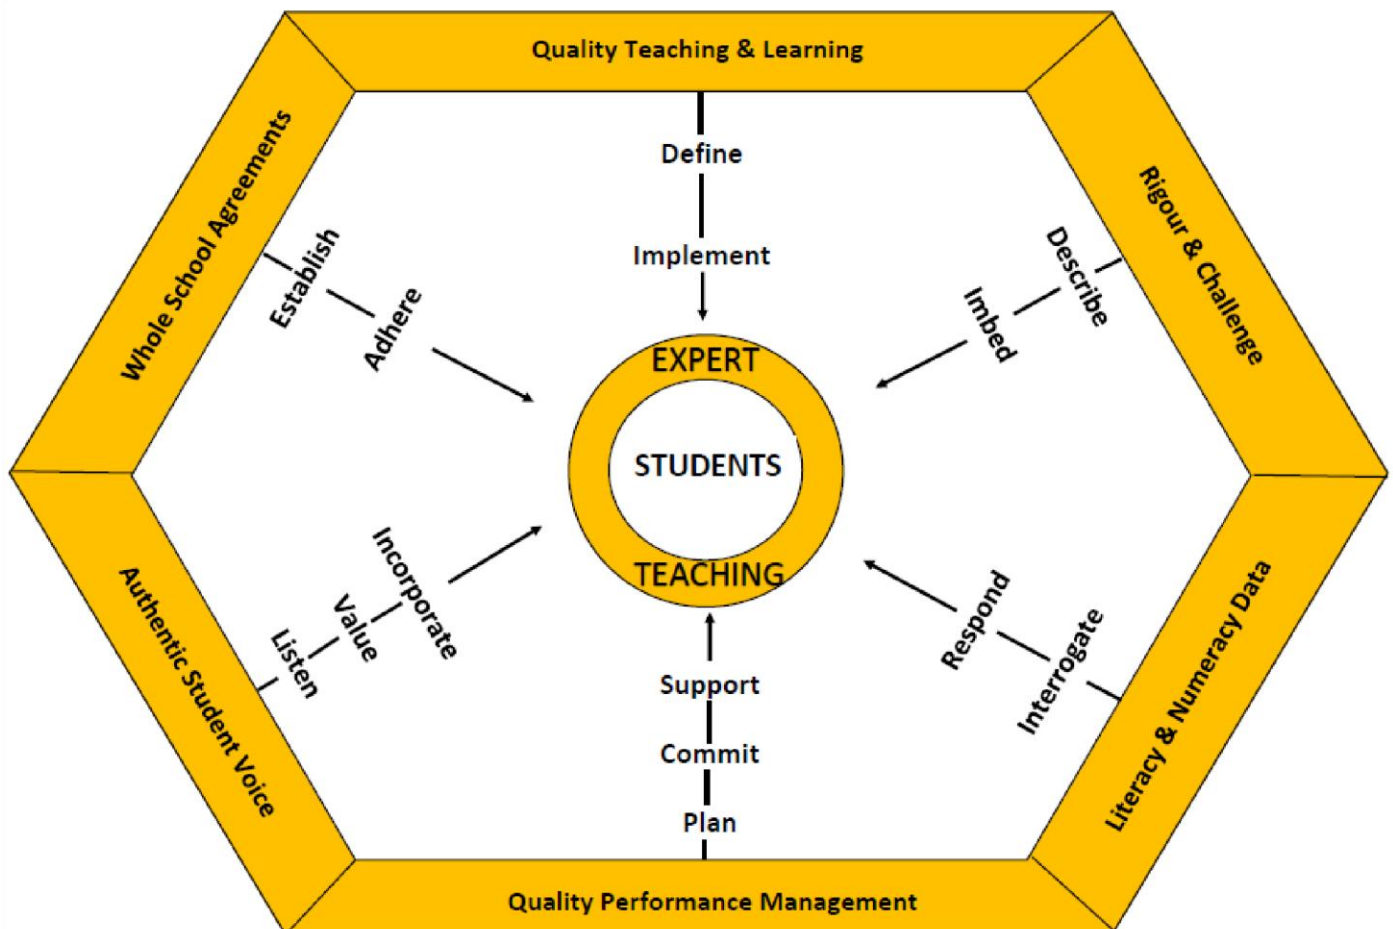 Quality Teaching & Learning
Define
Implement
Whole School Agreements
Establish
Adhere
Rigour & Challenge
Describe
Imbed
EXPERT
STUDENTS
TEACHING
Authentic Student Voice
Listen
Value
Incorporate
Literacy & Numeracy Data
Interrogate
Respond
Support
Commit
Plan
Quality Performance Management